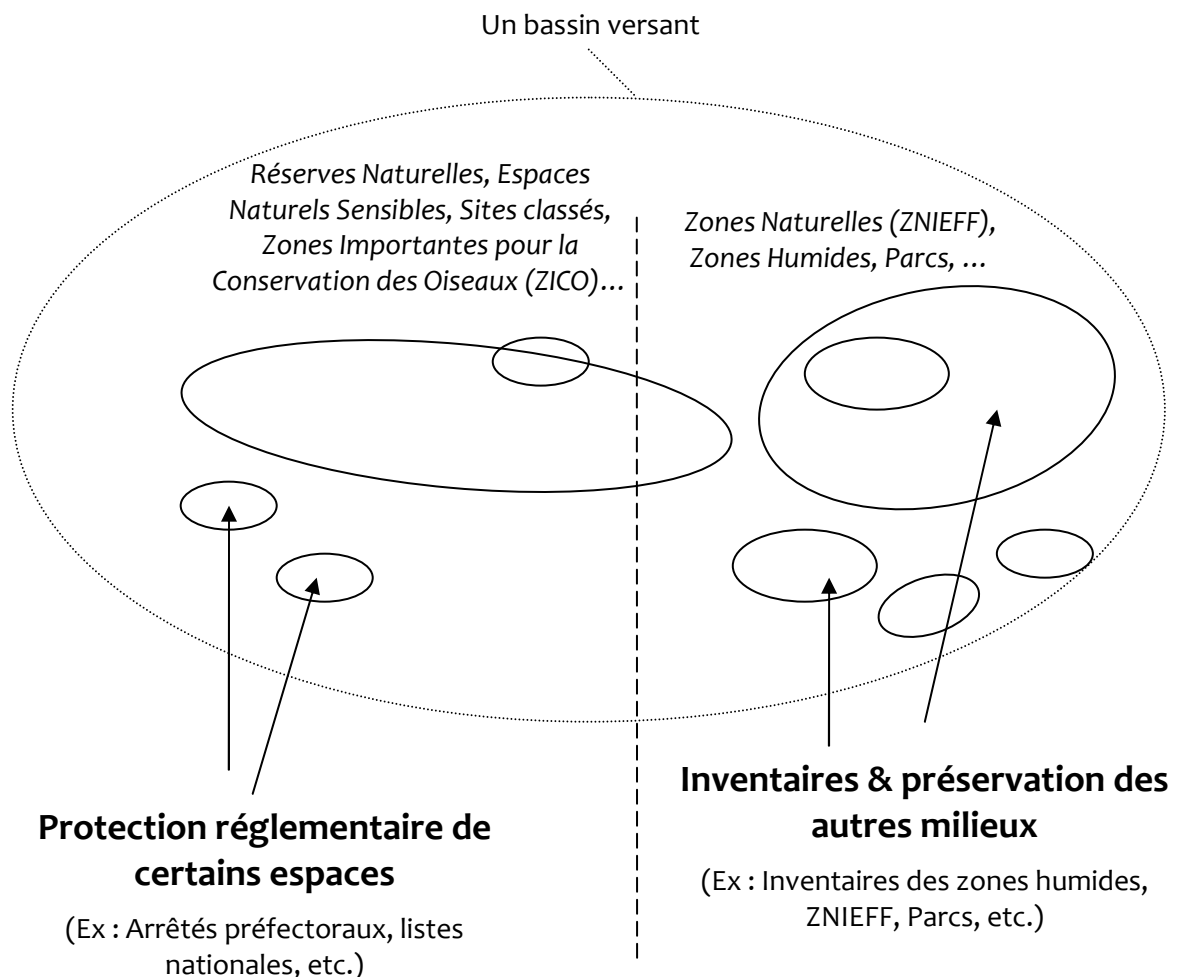 Un bassin versant
Réserves Naturelles, Espaces
Naturels Sensibles, Sites classés,
Zones Importantes pour la
Conservation des Oiseaux (ZICO)…
Zones Naturelles (ZNIEFF),
Zones Humides, Parcs, …
Protection réglementaire de
certains espaces
(Ex : Arrêtés préfectoraux, listes
nationales, etc.)
Inventaires & préservation des
autres milieux
(Ex : Inventaires des zones humides,
ZNIEFF, Parcs, etc.)